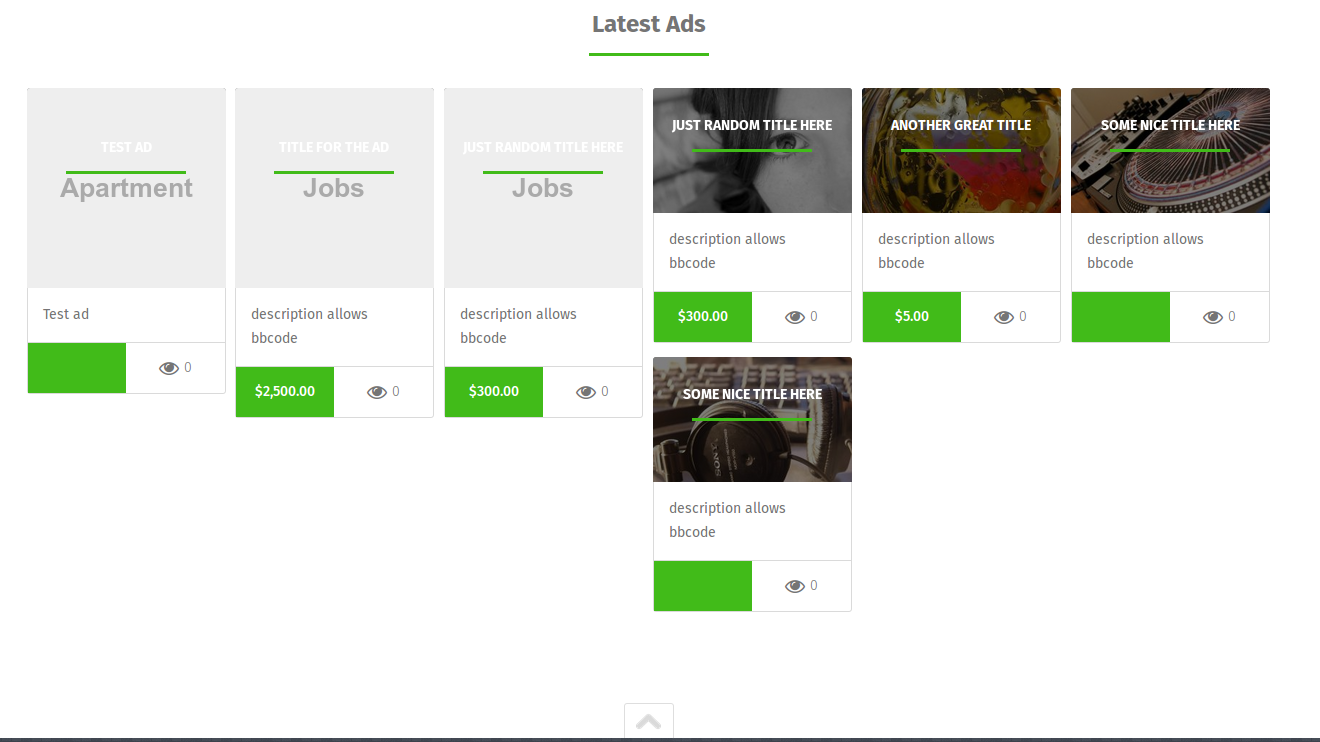 Latest Ads
TEST AD
Apartment
Test ad
0
TITLE FOR THE AD
Jobs
description allows
bbcode
$2,500.00
0
JUST RANDOM TITLE HERE
Jobs
description allows
bbcode
$300.00
0
JUST RANDOM TITLE HERE
description allows
bbcode
$300.00
0
ANOTHER GREAT TITLE
description allows
bbcode
$5.00
0
SOME NICE TITLE HERE
description allows
bbcode
0
SOME NICE TITLE HERE
SONY
description allows
bbcode
0